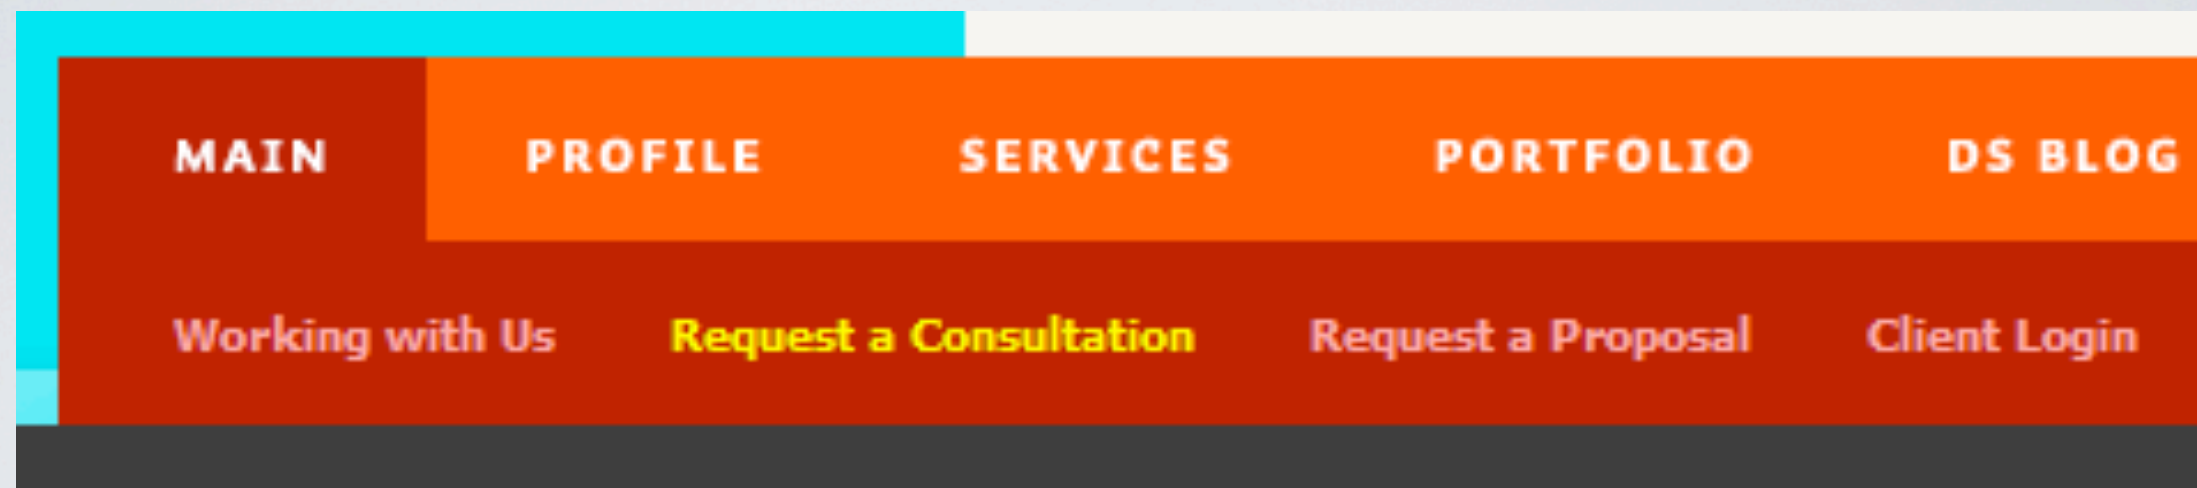 MAIN PROFILE SERVICES PORTFOLIO DS BLOG
Working with Us Request a Consultation Request a Proposal Client Login